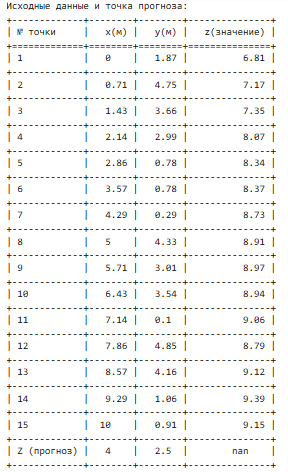 Исходные данные и точка прогноза:
№ точки x(м) y(м) z(значение)
1 0 1.87 6.81
2 0.71 4.75 7.17
3 1.43 3.66 7.35
4 2.14 2.99 8.07
5 2.86 0.78 8.34
6 3.57 0.78 8.37
7 4.29 0.29 8.73
8 5 4.33 8.91
9 5.71 3.01 8.97
10 6.43 3.54 8.94
11 7.14 0.1 9.06
12 7.86 4.85 8.79
13 8.57 4.16 9.12
14 9.29 1.06 9.39
15 10 0.91 9.15
Z (прогноз) 4 2.5 nan